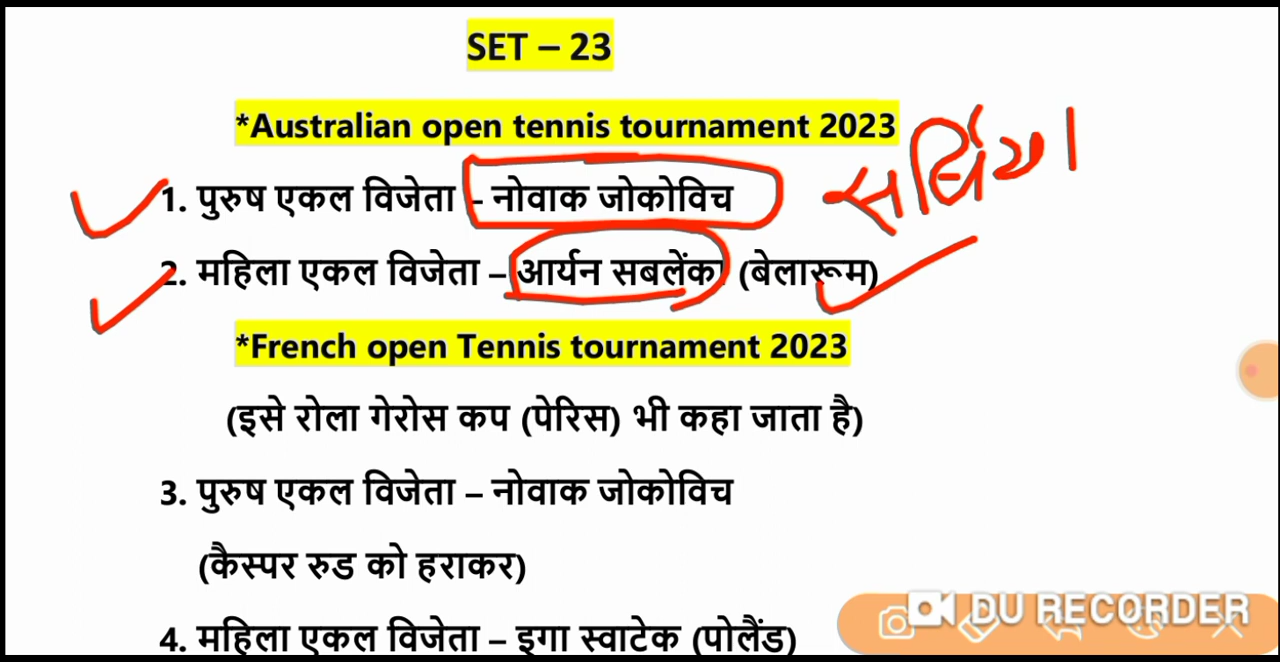 SET – 23
*Australian open tennis tournament 2023
1. पुरुष एकल विजेता – नोवाक जोकोविच
सर्बिया
2. महिला एकल विजेता – आर्यन सबलेंका (बेलारूम)
*French open Tennis tournament 2023
(इसे रोला गेरोस कप (पेरिस) भी कहा जाता है)
3. पुरुष एकल विजेता – नोवाक जोकोविच
(कैस्पर रुड को हराकर)
4. महिला एकल विजेता – इगा स्वाटेक (पोलैंड)
DU RECORDER